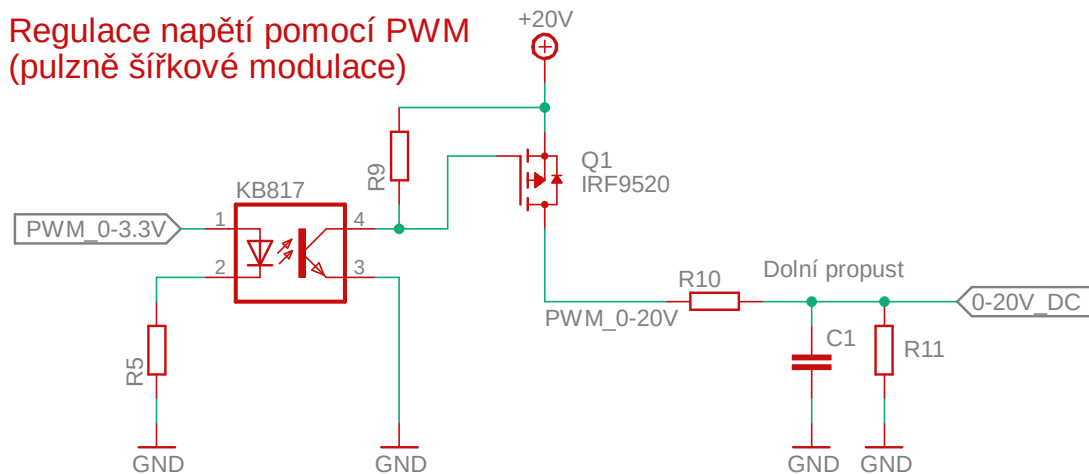 Regulace napětí pomocí PWM
(pulzně šířkové modulace)
+20V
R9
Q1
IRF9520
KB817
PWM_0-3.3V
1
4
2
3
R5
PWM_0-20V
R10
Dolní propust
0-20V_DC
C1
R11
GND
GND
GND
GND